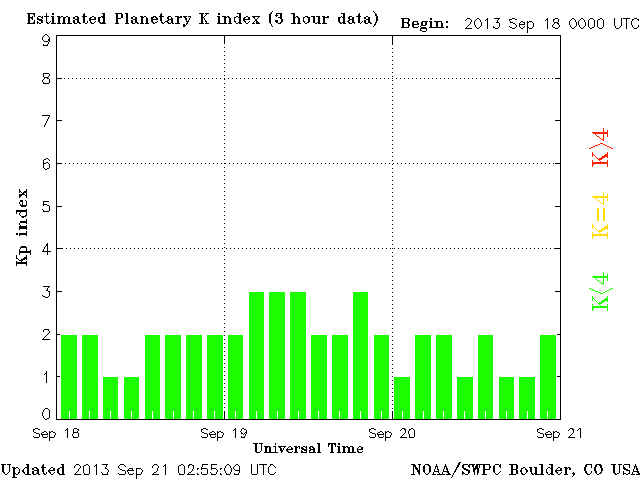 Estimated Planetary K index (3 hour data) Begin: 2013 Sep 18 0000 UTC
9
8
7
6
5
4
3
2
1
0
Kp index
K>4
K=4
K<4
Sep 18 Sep 19 Sep 20 Sep 21
Universal Time
Updated 2013 Sep 21 02:55:09 UTC NOAA/SWPC Boulder, CO USA